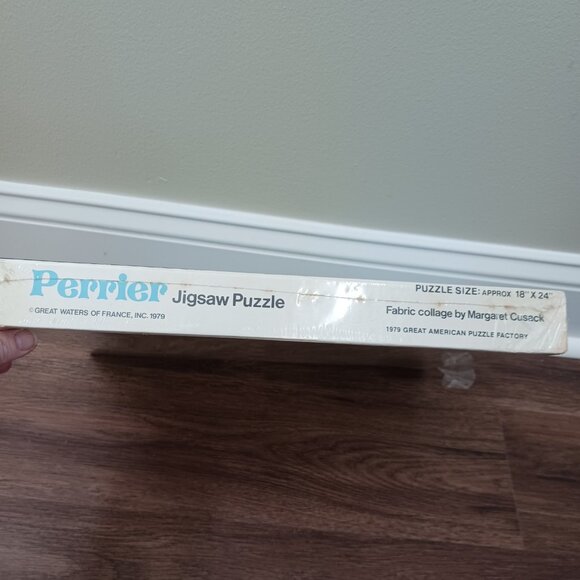 Perrier Jigsaw Puzzle
© GREAT WATERS OF FRANCE, INC. 1979
PUZZLE SIZE: APPROX 18" X 24"
Fabric collage by Margaret Cusack
1979 GREAT AMERICAN PUZZLE FACTORY